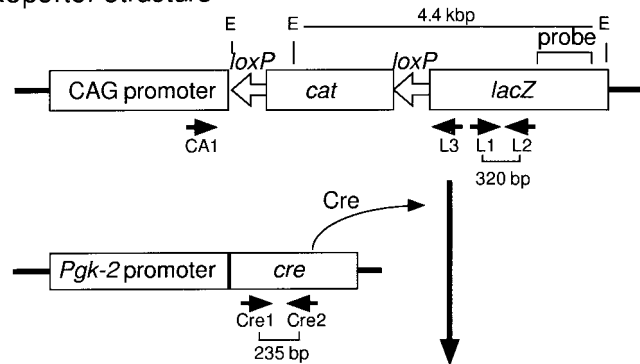 Reporter structure
4.4 kbp
E E E
loxP loxP probe
CAG promoter cat lacZ
CA1 L3 L1 L2
320 bp
Cre
Pgk-2 promoter cre
Cre1 Cre2
235 bp